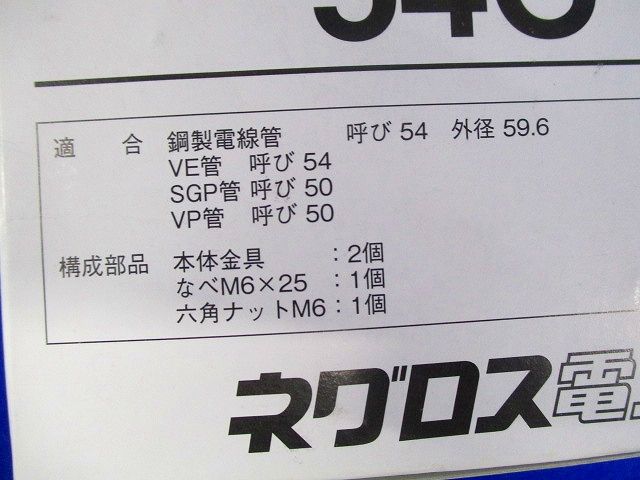 適 合 鋼製電線管 呼び 54 外径 59.6
VE管 呼び 54
SGP管 呼び 50
VP管 呼び 50
構成部品 本体金具 :2個
なべM6×25 :1個
六角ナットM6:1個
ネグロス電